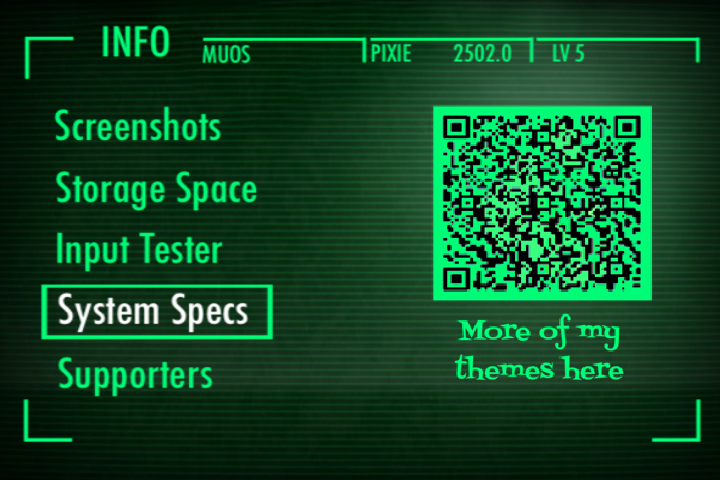 INFO MUOS PIXIE 2502.0 LV 5
Screenshots
Storage Space
Input Tester
System Specs
Supporters
More of my
themes here